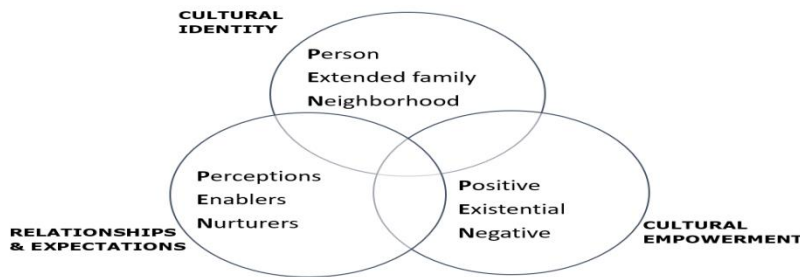 CULTURAL
IDENTITY
Person
Extended family
Neighborhood
Perceptions
Enablers
Nurturers
RELATIONSHIPS
& EXPECTATIONS
Positive
Existential
Negative
CULTURAL
EMPOWERMENT